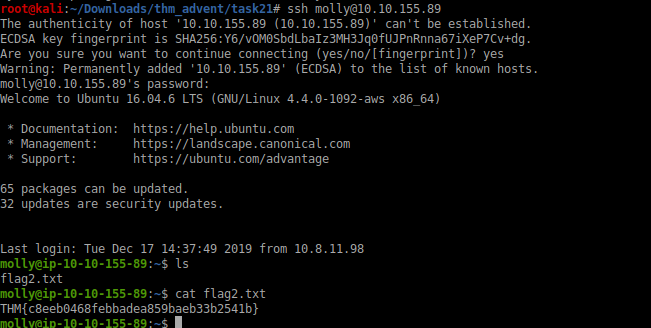 root@kali:~/Downloads/thm_advent/task21# ssh molly@10.10.155.89
The authenticity of host '10.10.155.89 (10.10.155.89)' can't be established.
ECDSA key fingerprint is SHA256:Y6/vOM0SbdLbaIz3MH3Jq0fUJPnRnna67iXeP7Cv+dg.
Are you sure you want to continue connecting (yes/no/[fingerprint])? yes
Warning: Permanently added '10.10.155.89' (ECDSA) to the list of known hosts.
molly@10.10.155.89's password:
Welcome to Ubuntu 16.04.6 LTS (GNU/Linux 4.4.0-1092-aws x86_64)
* Documentation:  https://help.ubuntu.com
* Management:     https://landscape.canonical.com
* Support:        https://ubuntu.com/advantage
65 packages can be updated.
32 updates are security updates.
Last login: Tue Dec 17 14:37:49 2019 from 10.8.11.98
molly@ip-10-10-155-89:~$ ls
flag2.txt
molly@ip-10-10-155-89:~$ cat flag2.txt
THM{c8eeb0468febbadea859baeb33b2541b}
molly@ip-10-10-155-89:~$